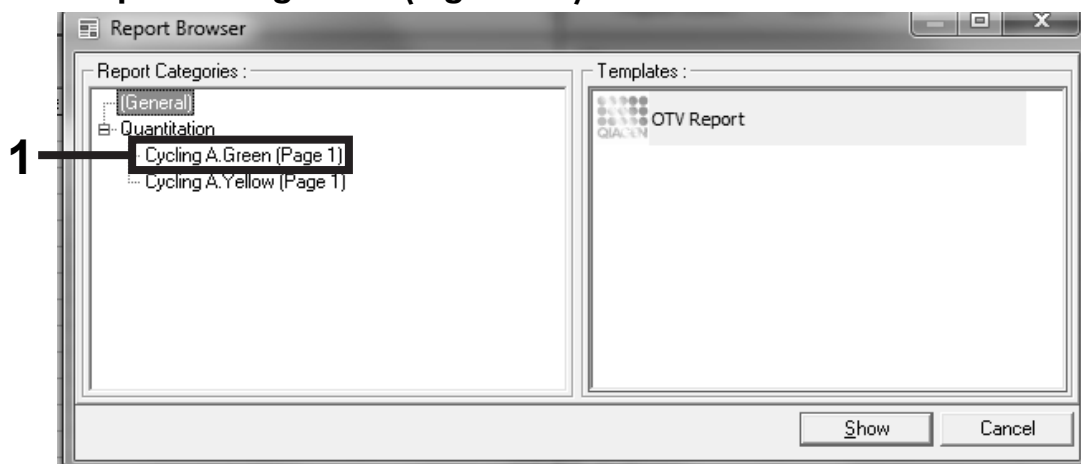 Report Browser
Report Categories :
(General)
Quantitation
Cycling A.Green (Page 1)
Cycling A.Yellow (Page 1)
1
Templates :
QIAGEN
OTV Report
Show
Cancel